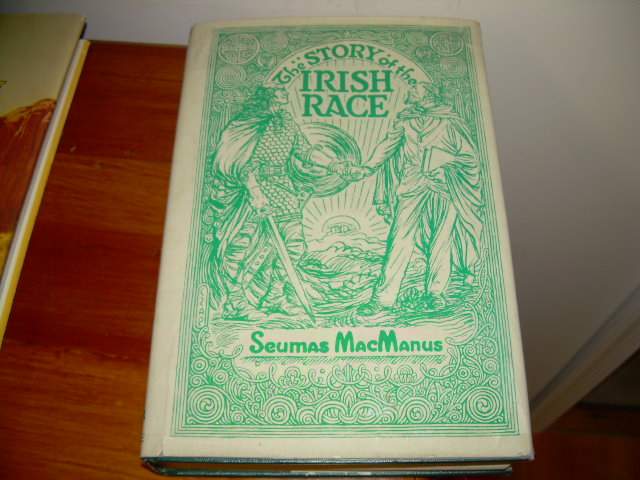 The STORY of the
IRISH
RACE
SEUMAS MACMANUS